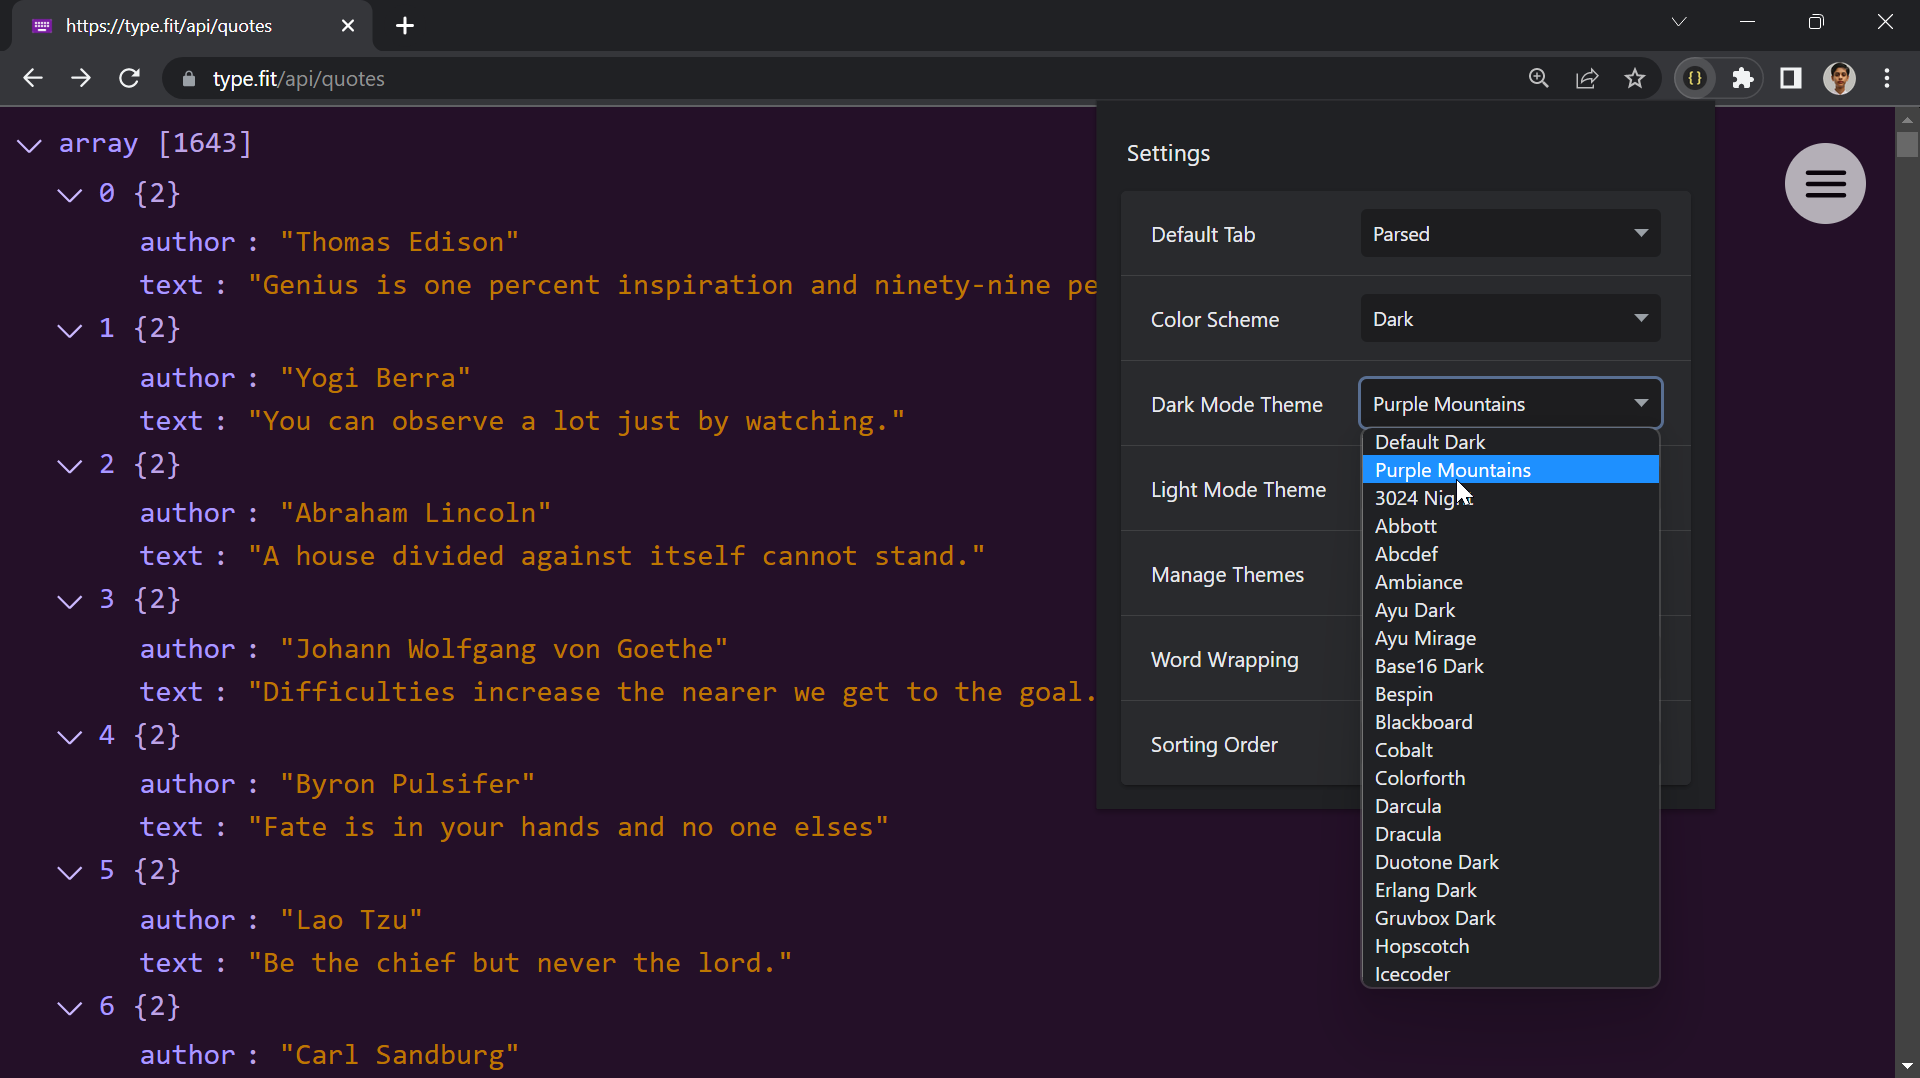 https://type.fit/api/quotes
type.fit/api/quotes
array [1643]
0 {2}
author : "Thomas Edison"
text : "Genius is one percent inspiration and ninety-nine pe
1 {2}
author : "Yogi Berra"
text : "You can observe a lot just by watching."
2 {2}
author : "Abraham Lincoln"
text : "A house divided against itself cannot stand."
3 {2}
author : "Johann Wolfgang von Goethe"
text : "Difficulties increase the nearer we get to the goal.
4 {2}
author : "Byron Pulsifer"
text : "Fate is in your hands and no one elses"
5 {2}
author : "Lao Tzu"
text : "Be the chief but never the lord."
6 {2}
author : "Carl Sandburg"
Settings
Default Tab Parsed
Color Scheme Dark
Dark Mode Theme Purple Mountains
Light Mode Theme
Manage Themes
Word Wrapping
Sorting Order
Default Dark
Purple Mountains
3024 Night
Abbott
Abcdef
Ambiance
Ayu Dark
Ayu Mirage
Base16 Dark
Bespin
Blackboard
Cobalt
Colorforth
Darcula
Dracula
Duotone Dark
Erlang Dark
Gruvbox Dark
Hopscotch
Icecoder